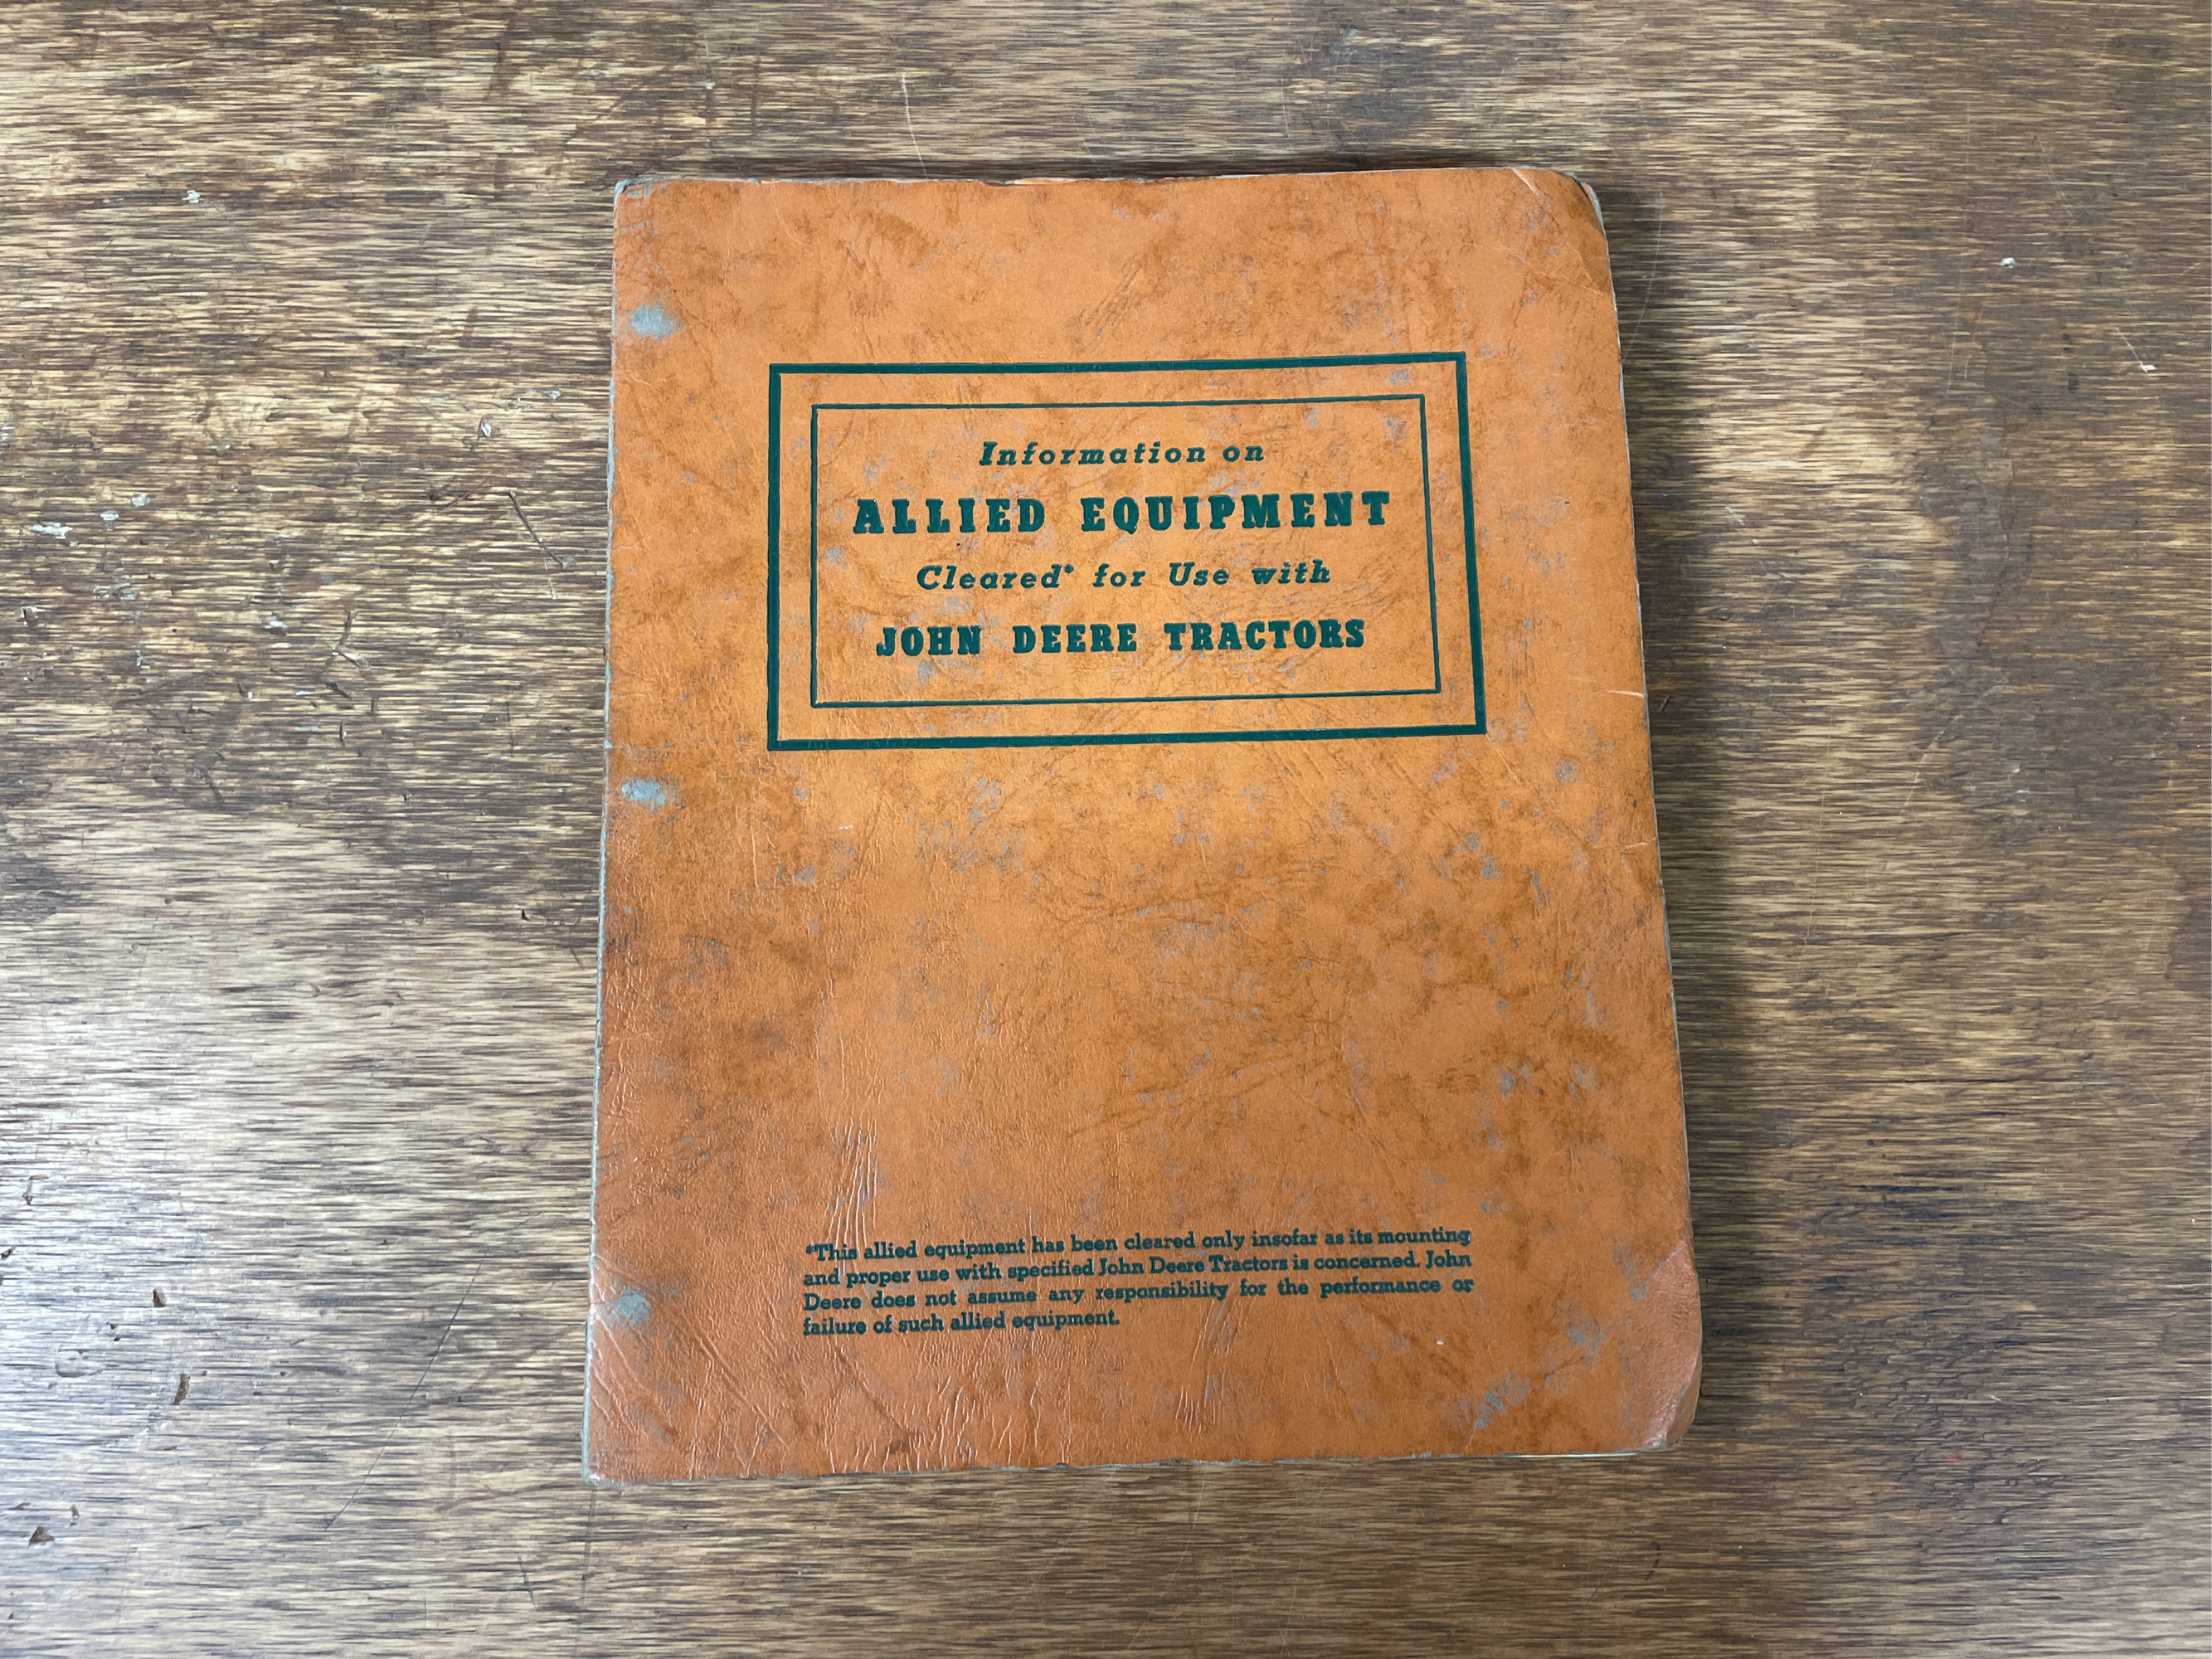 Information on
ALLIED EQUIPMENT
Cleared* for Use with
JOHN DEERE TRACTORS
*This allied equipment has been cleared only insofar as its mounting
and proper use with specified John Deere Tractors is concerned. John
Deere does not assume any responsibility for the performance or
failure of such allied equipment.